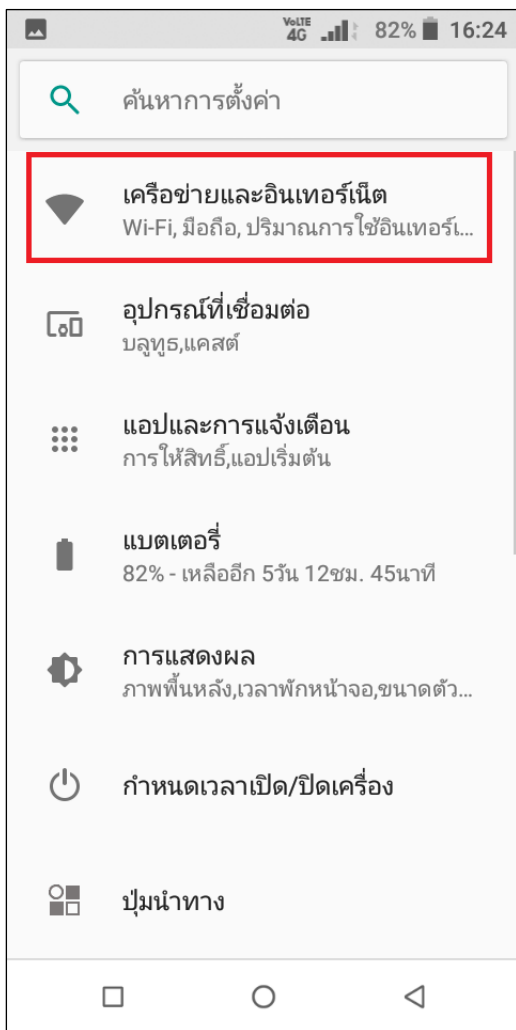 VoLTE
4G 82% 16:24
ค้นหาการตั้งค่า
เครือข่ายและอินเทอร์เน็ต
Wi-Fi, มือถือ, ปริมาณการใช้อินเทอร์เ...
อุปกรณ์ที่เชื่อมต่อ
บลูทูธ,แคสต์
แอปและการแจ้งเตือน
การให้สิทธิ์,แอปเริ่มต้น
แบตเตอรี่
82% - เหลืออีก 5วัน 12ชม. 45นาที
การแสดงผล
ภาพพื้นหลัง,เวลาพักหน้าจอ,ขนาดตัว...
กำหนดเวลาเปิด/ปิดเครื่อง
ปุ่มนำทาง